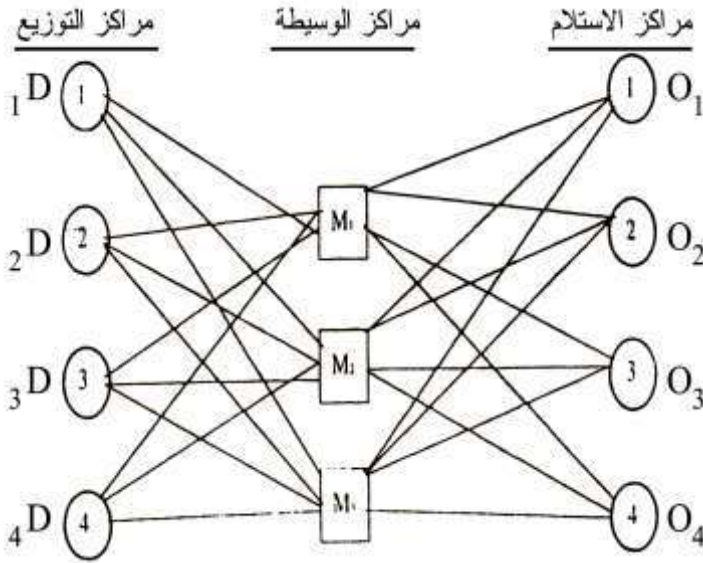 مراكز الاستلام مراكز الوسيطة مراكز التوزيع
1D 1 1 O1
M1
2D 2 2 O2
M2
3D 3 3 O3
4D 4 4 O4